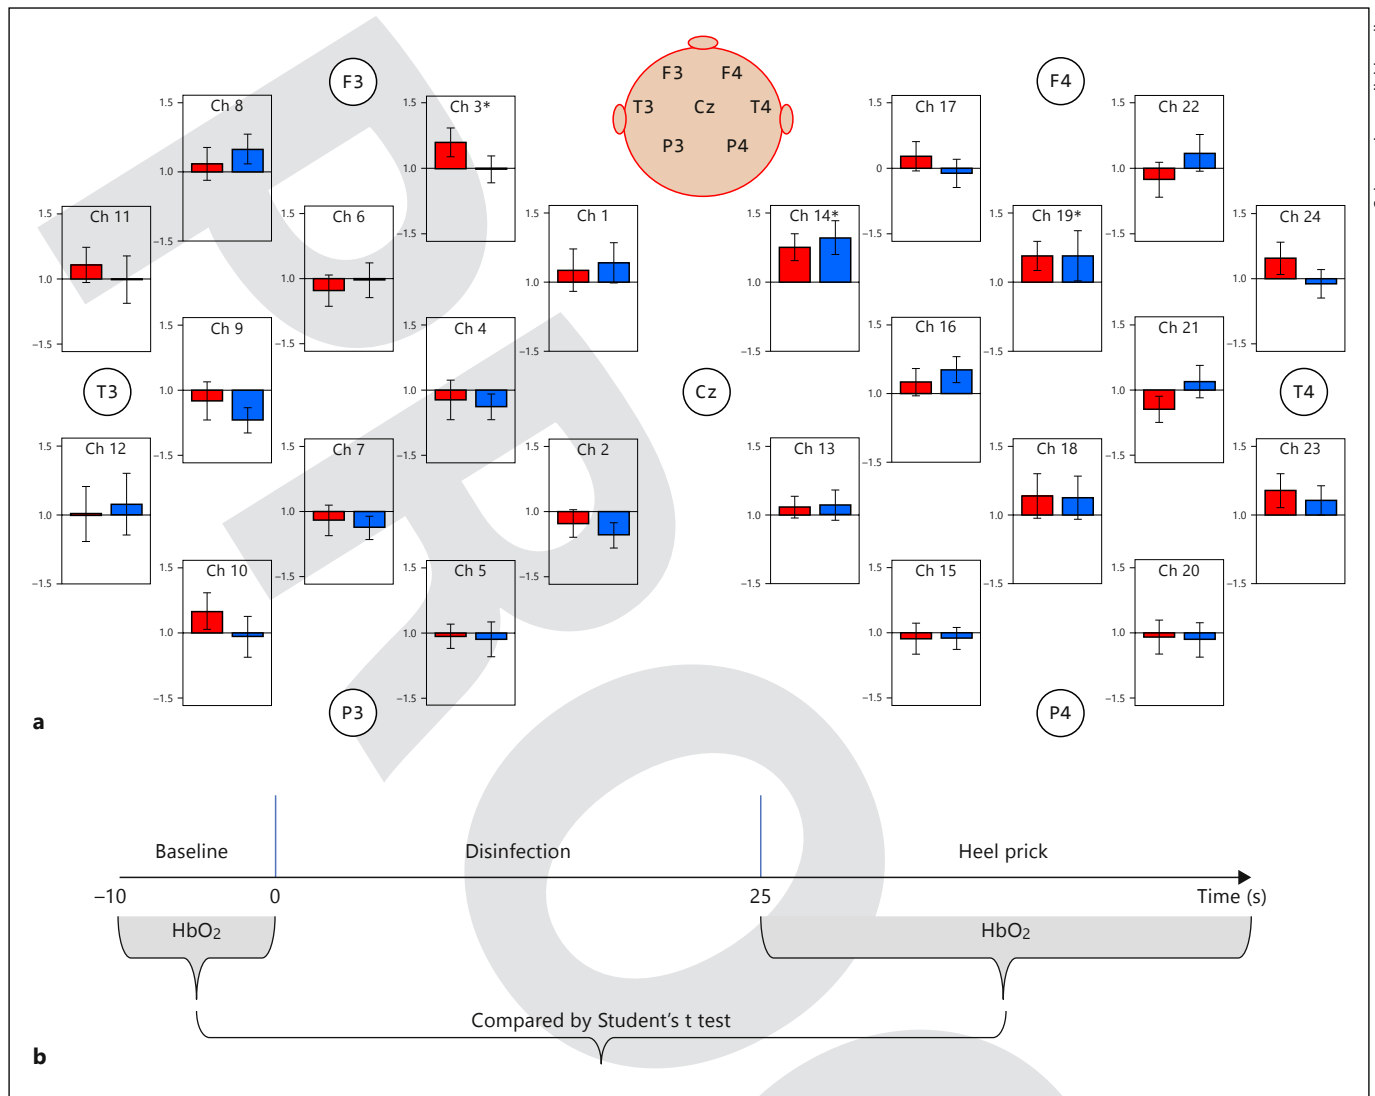 F3
F4
F3 F4
T3 Cz T4
P3 P4
Ch 8
1.5
1.0
−1.5
Ch 3*
1.5
1.0
−1.5
Ch 17
1.5
0
−1.5
Ch 22
1.5
1.0
−1.5
Ch 11
1.5
1.0
−1.5
Ch 6
1.5
1.0
−1.5
Ch 1
1.5
1.0
−1.5
Ch 14*
1.5
1.0
−1.5
Ch 19*
1.5
1.0
−1.5
Ch 24
1.5
1.0
−1.5
Ch 9
1.5
1.0
−1.5
Ch 4
1.5
1.0
−1.5
Ch 16
1.5
1.0
−1.5
Ch 21
1.5
1.0
−1.5
T3
Cz
T4
Ch 12
1.5
1.0
−1.5
Ch 7
1.5
1.0
−1.5
Ch 2
1.5
1.0
−1.5
Ch 13
1.5
1.0
−1.5
Ch 18
1.5
1.0
−1.5
Ch 23
1.5
1.0
−1.5
Ch 10
1.5
1.0
−1.5
Ch 5
1.5
1.0
−1.5
Ch 15
1.5
1.0
−1.5
Ch 20
1.5
1.0
−1.5
P3
P4
a
Baseline Disinfection Heel prick
−10 0 25 Time (s)
HbO2 HbO2
Compared by Student's t test
b